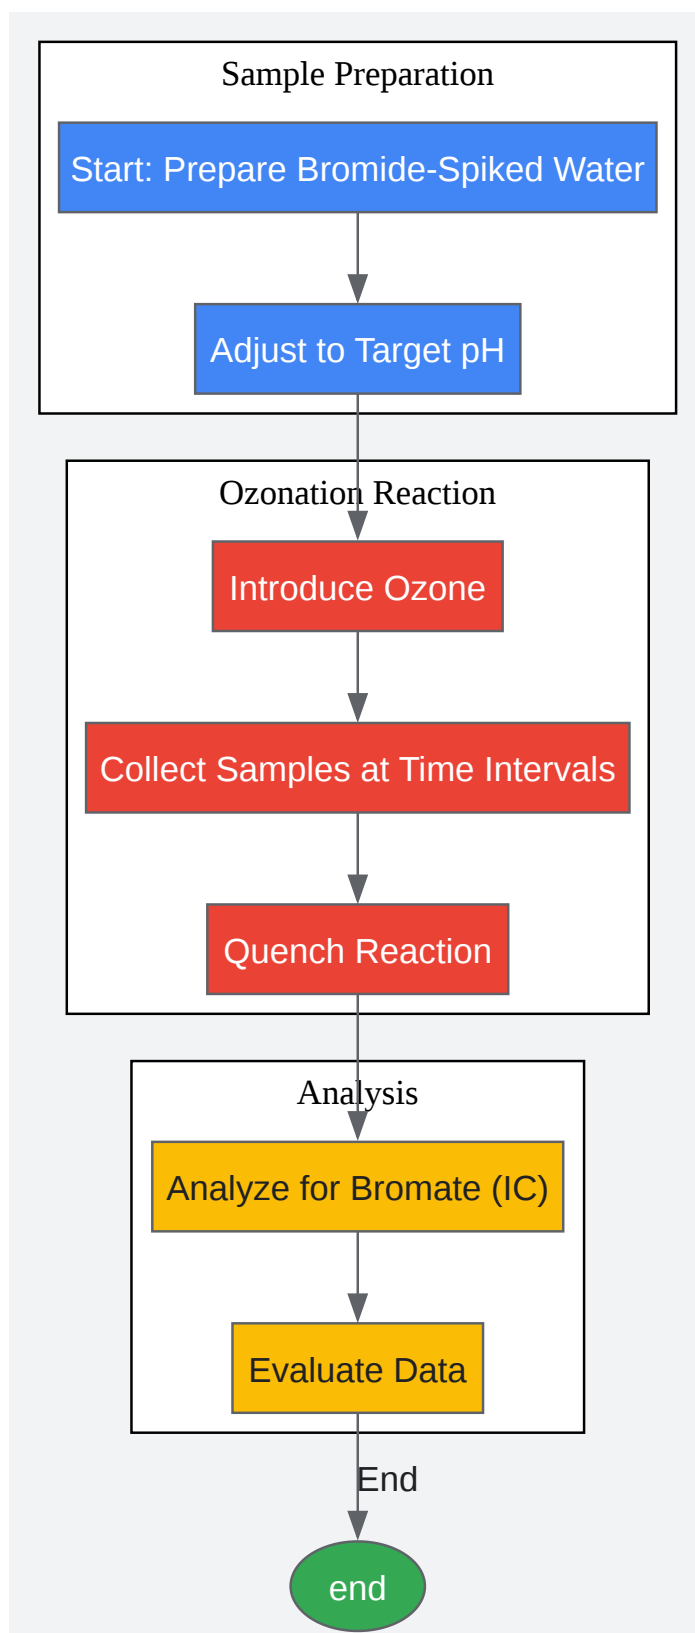 Sample Preparation
Start: Prepare Bromide-Spiked Water
Adjust to Target pH
Ozonation Reaction
Introduce Ozone
Collect Samples at Time Intervals
Quench Reaction
Analysis
Analyze for Bromate (IC)
Evaluate Data
End
end